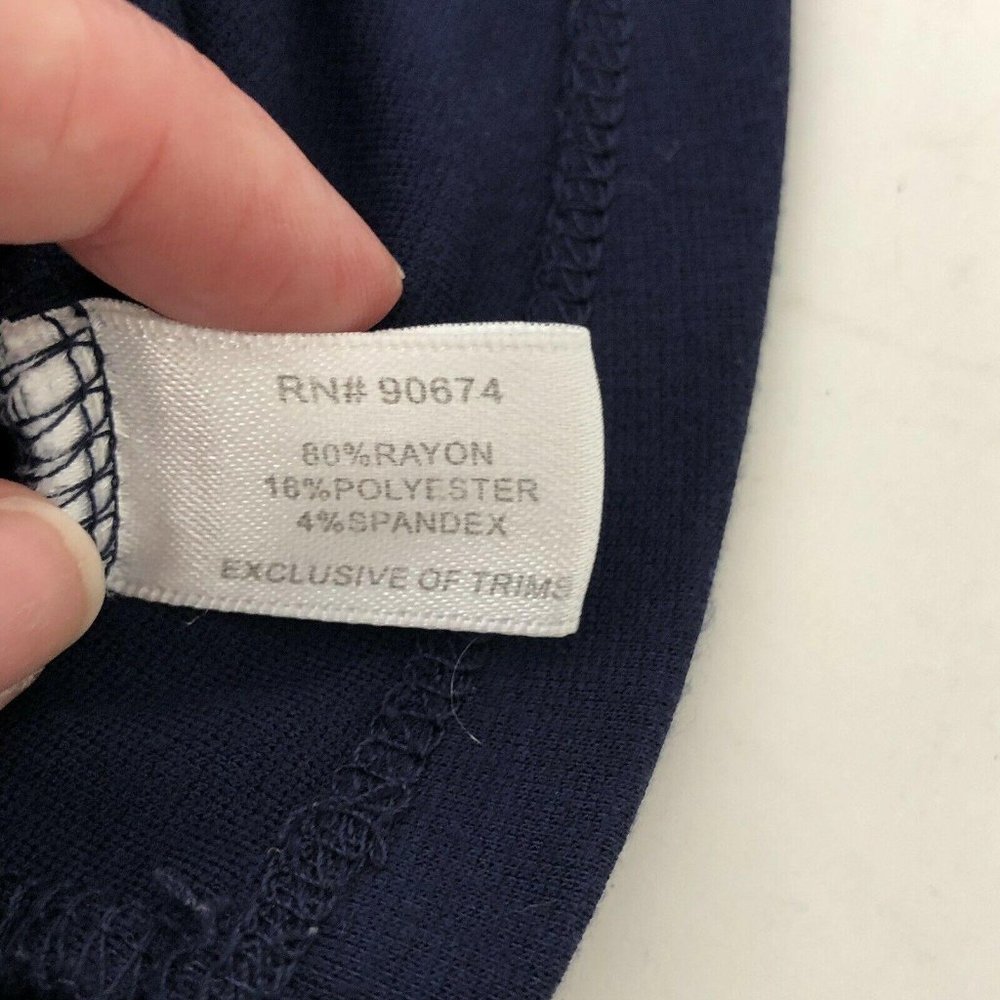 RN# 90674
80%RAYON
16%POLYESTER
4%SPANDEX
EXCLUSIVE OF TRIMS